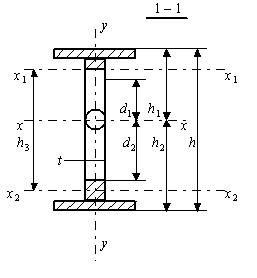 1 – 1
y
x₁ x₁
d₁ h₁
x x
h₃ d₂ h₂ h
t
x₂ x₂
y